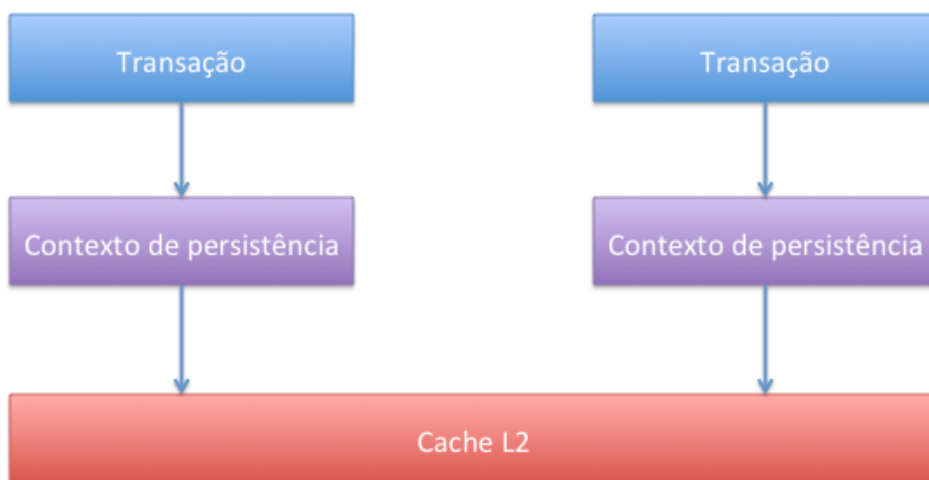 Transação
Transação
Contexto de persistência
Contexto de persistência
Cache L2